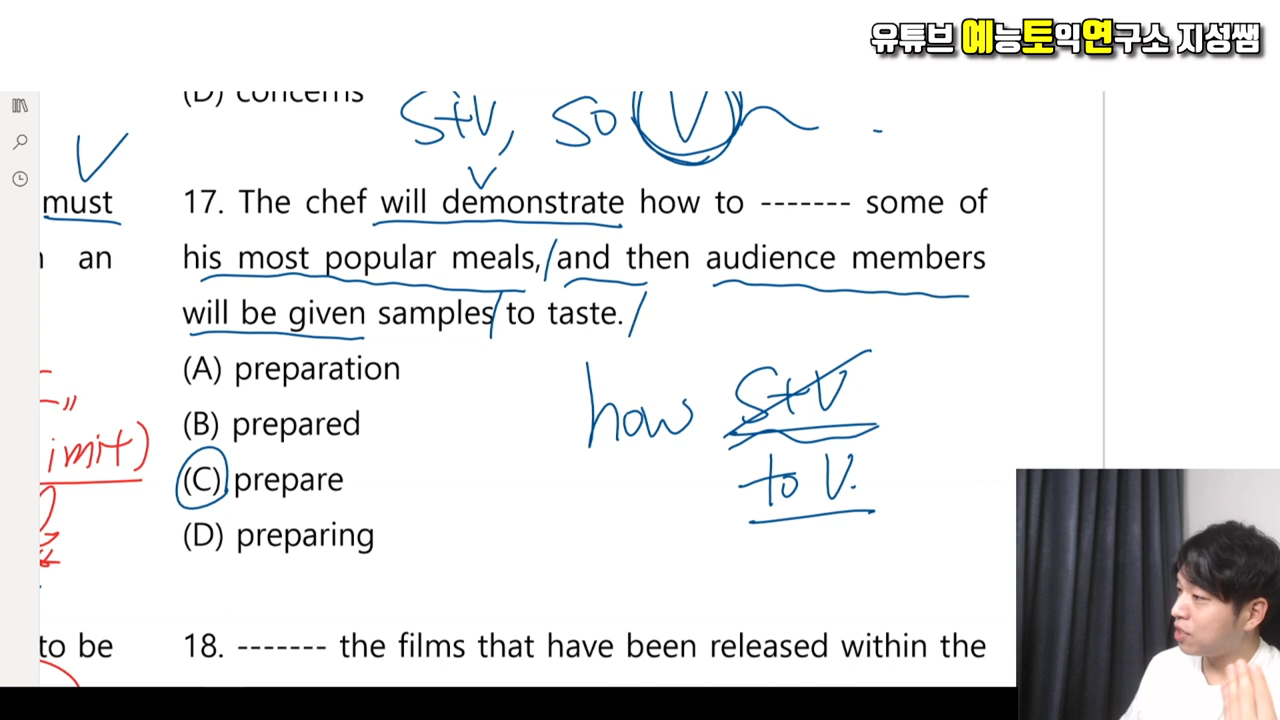 유튜브 예능토익연구소 지성쌤
(D) concerns
S+V, so V
V
V
must
17. The chef will demonstrate how to ------- some of
an
his most popular meals, and then audience members
will be given samples to taste.
(A) preparation
(B) prepared
how S+V
imit)
(C) prepare
to V.
(D) preparing
to be
18. ------- the films that have been released within the